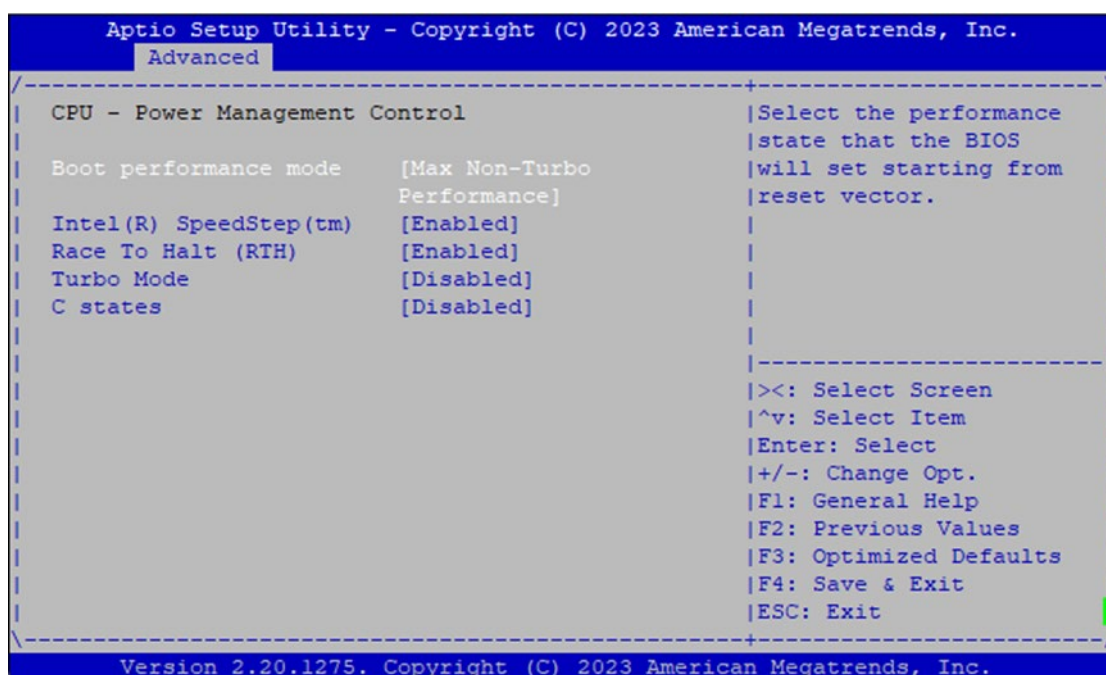 Aptio Setup Utility - Copyright (C) 2023 American Megatrends, Inc.
Advanced
CPU - Power Management Control
Boot performance mode [Max Non-Turbo
Performance]
Intel(R) SpeedStep(tm) [Enabled]
Race To Halt (RTH) [Enabled]
Turbo Mode [Disabled]
C states [Disabled]
Select the performance
state that the BIOS
will set starting from
reset vector.
><: Select Screen
^v: Select Item
Enter: Select
+/-: Change Opt.
F1: General Help
F2: Previous Values
F3: Optimized Defaults
F4: Save & Exit
ESC: Exit
Version 2.20.1275. Copyright (C) 2023 American Megatrends, Inc.